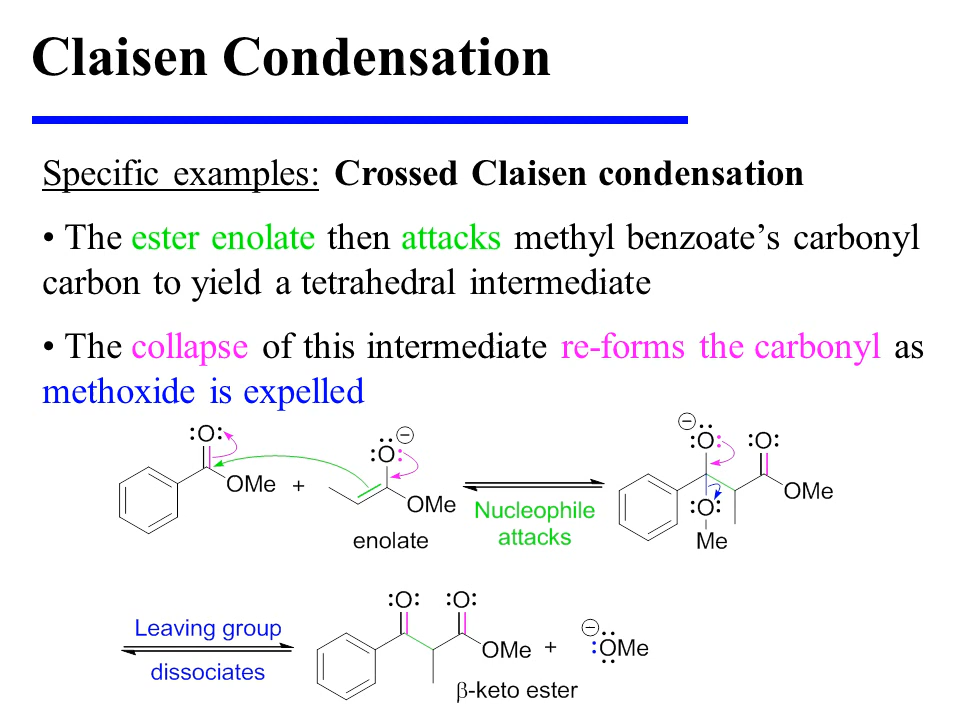 Claisen Condensation
Specific examples: Crossed Claisen condensation
• The ester enolate then attacks methyl benzoate’s carbonyl
carbon to yield a tetrahedral intermediate
• The collapse of this intermediate re-forms the carbonyl as
methoxide is expelled
O
OMe
+
O
−
OMe
enolate
Nucleophile
attacks
−
O
O
OMe
O
Me
Leaving group
dissociates
O
O
OMe
+
−
OMe
β-keto ester